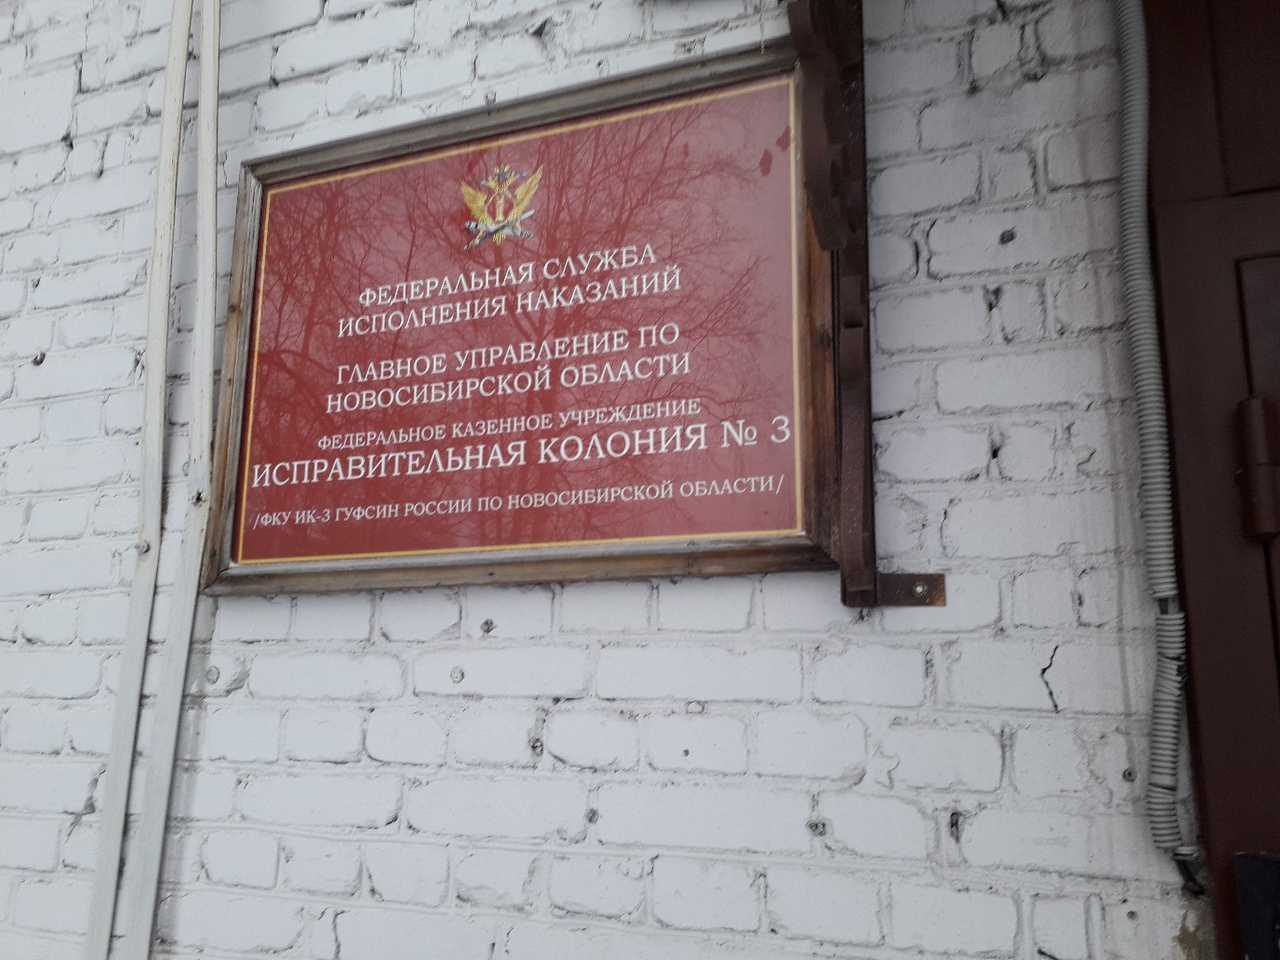 ФЕДЕРАЛЬНАЯ СЛУЖБА
ИСПОЛНЕНИЯ НАКАЗАНИЙ
ГЛАВНОЕ УПРАВЛЕНИЕ ПО
НОВОСИБИРСКОЙ ОБЛАСТИ
ФЕДЕРАЛЬНОЕ КАЗЕННОЕ УЧРЕЖДЕНИЕ
ИСПРАВИТЕЛЬНАЯ КОЛОНИЯ № 3
/ФКУ ИК-3 ГУФСИН РОССИИ ПО НОВОСИБИРСКОЙ ОБЛАСТИ/